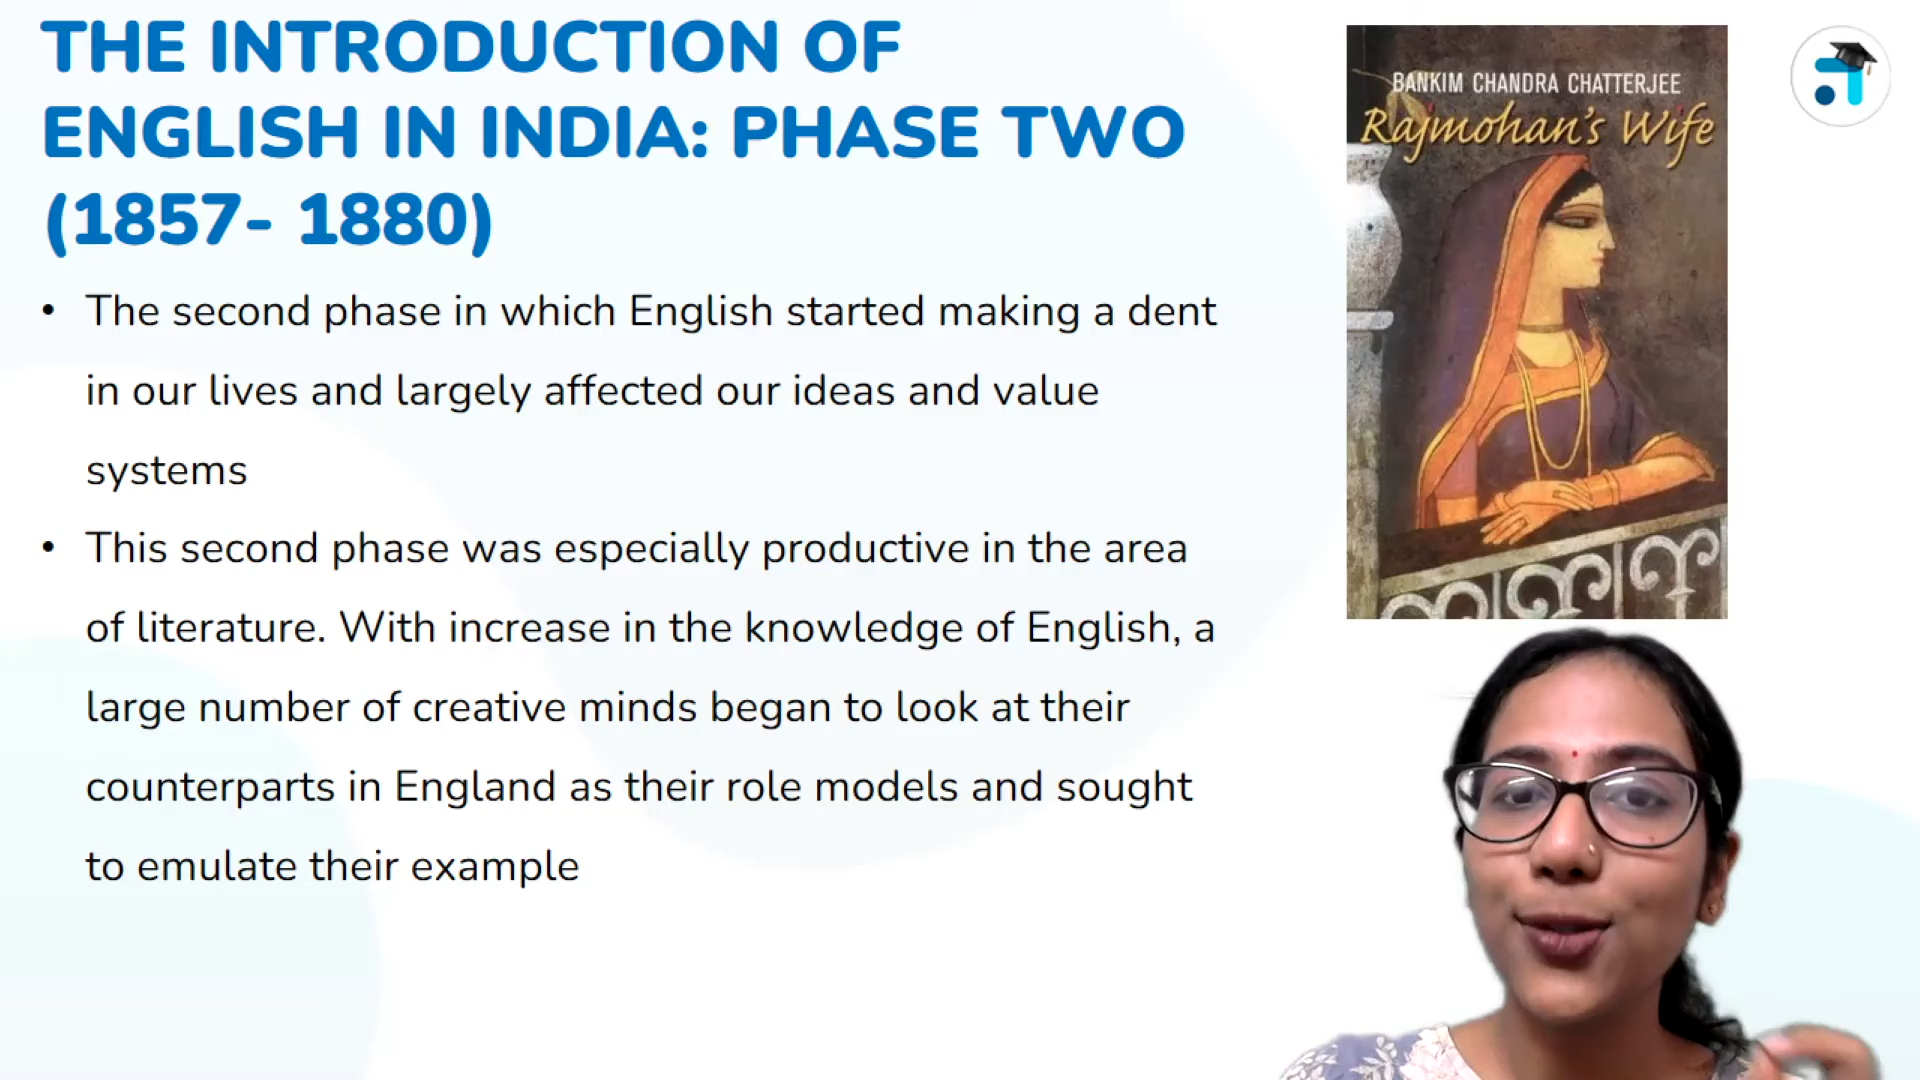 THE INTRODUCTION OF
ENGLISH IN INDIA: PHASE TWO
(1857- 1880)
• The second phase in which English started making a dent
in our lives and largely affected our ideas and value
systems
• This second phase was especially productive in the area
of literature. With increase in the knowledge of English, a
large number of creative minds began to look at their
counterparts in England as their role models and sought
to emulate their example
BANKIM CHANDRA CHATTERJEE
Rajmohan's Wife